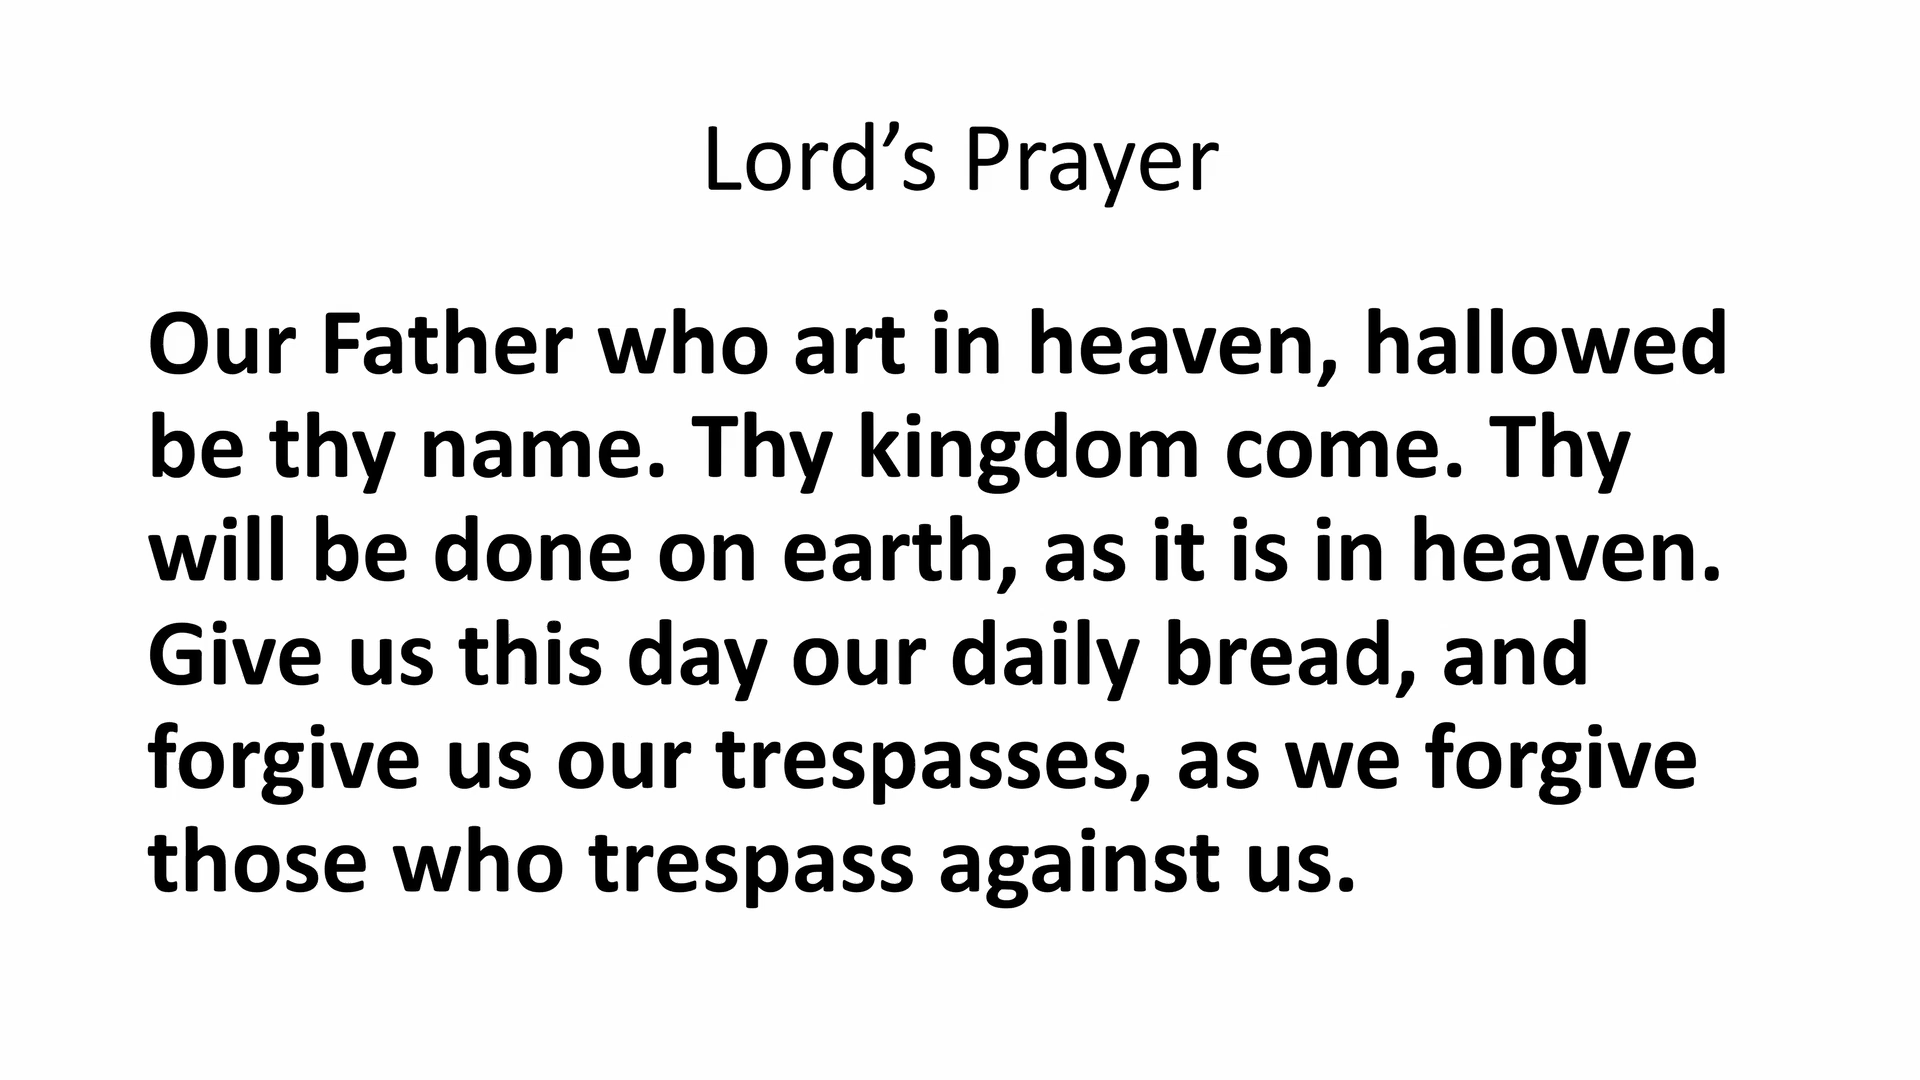 Lord’s Prayer
Our Father who art in heaven, hallowed
be thy name. Thy kingdom come. Thy
will be done on earth, as it is in heaven.
Give us this day our daily bread, and
forgive us our trespasses, as we forgive
those who trespass against us.